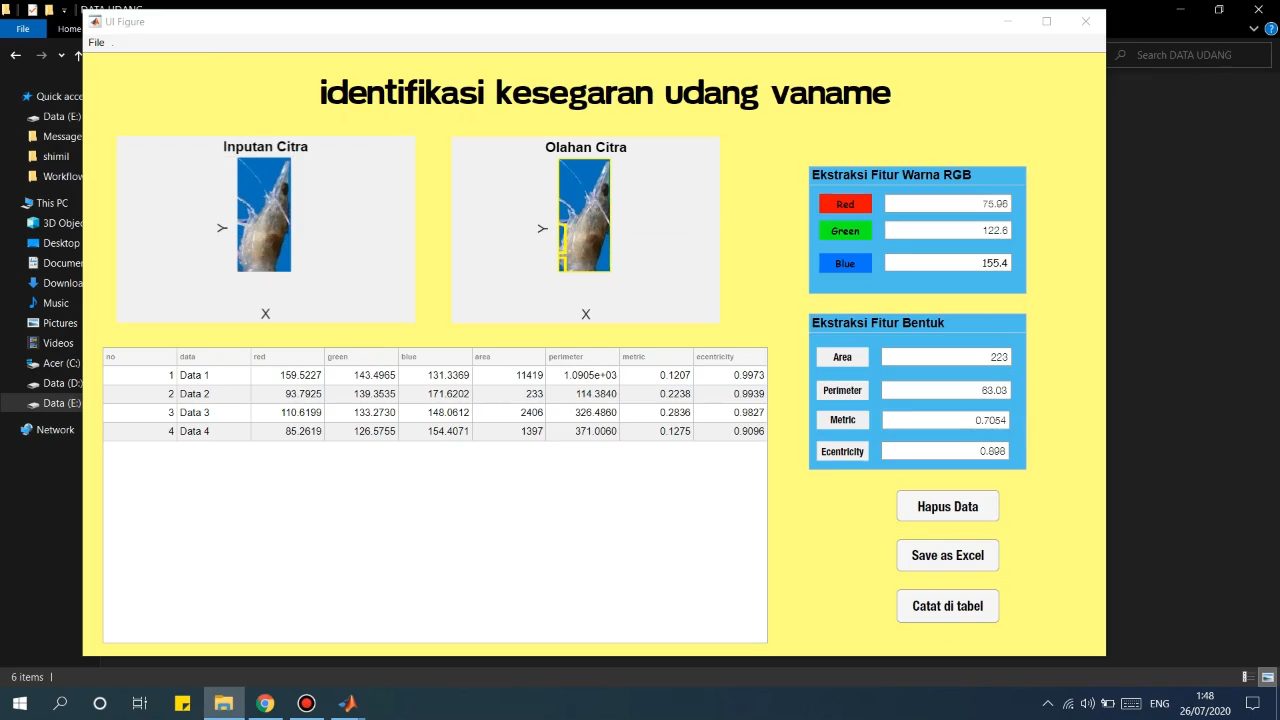 UI Figure
File .
File
Home
Search DATA UDANG
identifikasi kesegaran udang vaname
Quick acce
Data (E:)
Message
shimil
Workflow
This PC
3D Object
Desktop
Docume
Downloa
Music
Pictures
Videos
Acer (C:)
Data (D:)
Data (E:)
Network
Inputan Citra
Y
X
Olahan Citra
Y
X
Ekstraksi Fitur Warna RGB
Red 75.96
Green 122.6
Blue 155.4
Ekstraksi Fitur Bentuk
Area 223
Perimeter 63.03
Metric 0.7054
Ecentricity 0.898
no data red green blue area perimeter metric ecentricity
1 Data 1 159.5227 143.4965 131.3369 11419 1.0905e+03 0.1207 0.9973
2 Data 2 93.7925 139.3535 171.6202 233 114.3840 0.2238 0.9939
3 Data 3 110.6199 133.2730 148.0612 2406 326.4860 0.2836 0.9827
4 Data 4 85.2619 126.5755 154.4071 1397 371.0060 0.1275 0.9096
Hapus Data
Save as Excel
Catat di tabel
6 items
ENG
1:48
26/07/2020